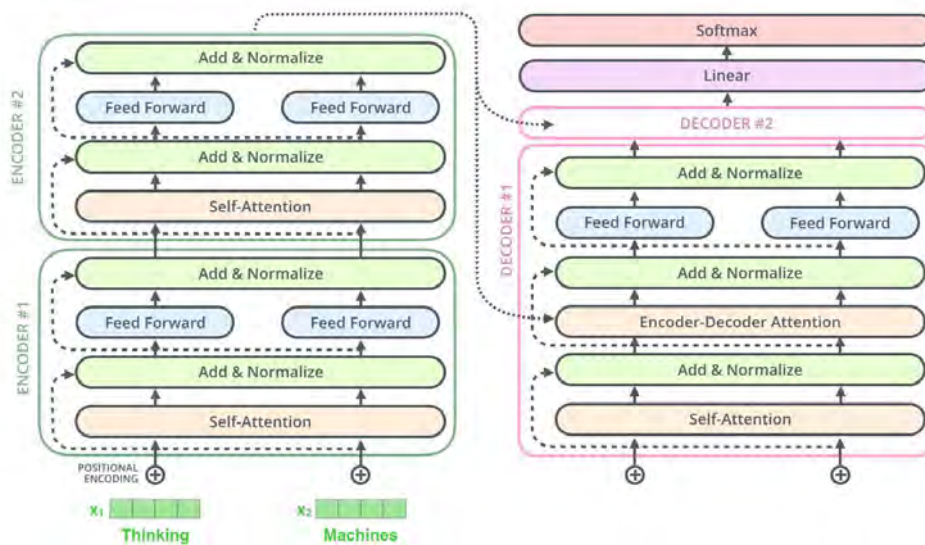 ENCODER #2
Add & Normalize
Feed Forward
Feed Forward
Add & Normalize
Self-Attention
ENCODER #1
Add & Normalize
Feed Forward
Feed Forward
Add & Normalize
Self-Attention
POSITIONAL
ENCODING
X₁
X₂
Thinking
Machines
Softmax
Linear
DECODER #2
DECODER #1
Add & Normalize
Feed Forward
Feed Forward
Add & Normalize
Encoder-Decoder Attention
Add & Normalize
Self-Attention